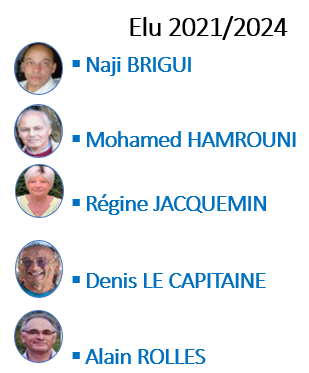 Elu 2021/2024
▪ Naji BRIGUI
▪ Mohamed HAMROUNI
▪ Régine JACQUEMIN
▪ Denis LE CAPITAINE
▪ Alain ROLLES